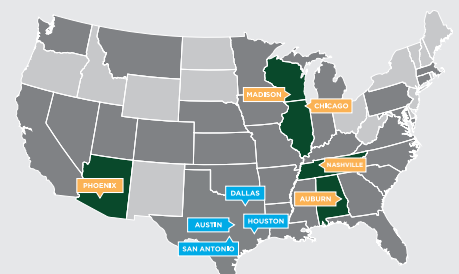 MADISON
CHICAGO
NASHVILLE
PHOENIX
DALLAS
AUBURN
AUSTIN
HOUSTON
SAN ANTONIO